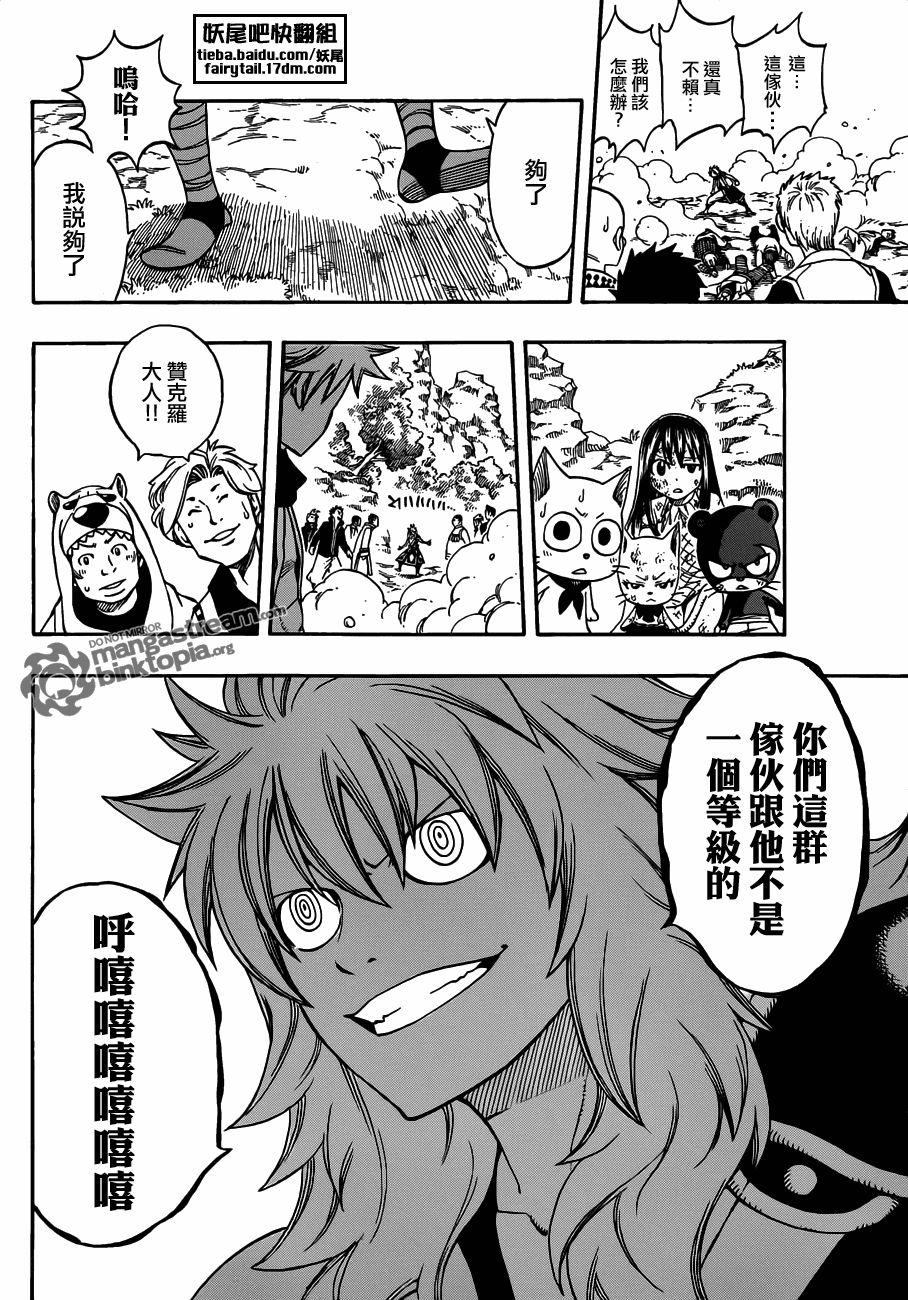 妖尾吧快翻組
tieba.baidu.com/妖尾
fairytail.17dm.com
這…
這傢伙…
還真
不賴…
我們該
怎麼辦?
夠了
嗚哈!
我説夠了
贊克羅
大人!!
DO NOT MIRROR
mangastream.com
binktopia.org
你們這群
傢伙跟他不是
一個等級的
呼嘻嘻嘻嘻嘻